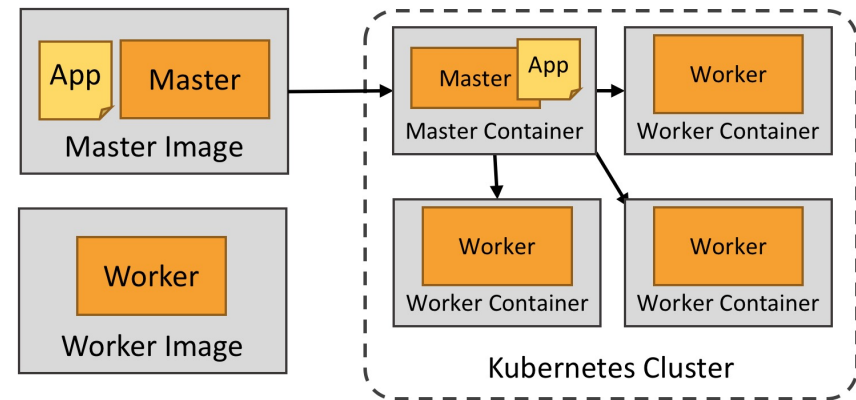 App
Master
Master Image
Worker
Worker Image
Master
App
Master Container
Worker
Worker Container
Worker
Worker Container
Worker
Worker Container
Kubernetes Cluster